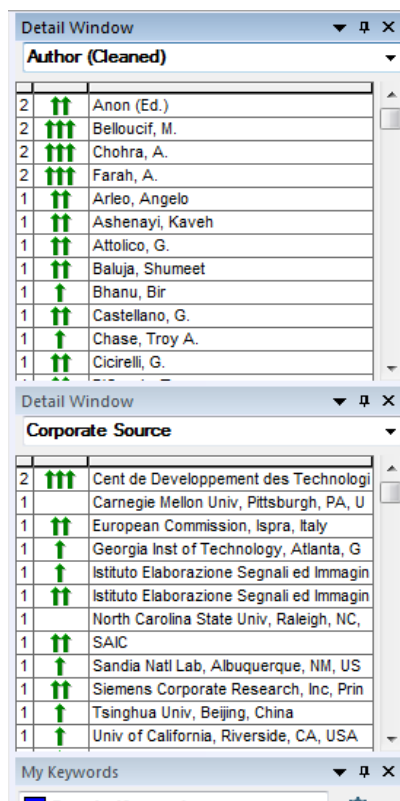 Detail Window
Author (Cleaned)
2 Anon (Ed.)
2 Belloucif, M.
2 Chohra, A.
2 Farah, A.
1 Arleo, Angelo
1 Ashenayi, Kaveh
1 Attolico, G.
1 Baluja, Shumeet
1 Bhanu, Bir
1 Castellano, G.
1 Chase, Troy A.
1 Cicirelli, G.
Detail Window
Corporate Source
2 Cent de Developpement des Technologi
1 Carnegie Mellon Univ, Pittsburgh, PA, U
1 European Commission, Ispra, Italy
1 Georgia Inst of Technology, Atlanta, G
1 Istituto Elaborazione Segnali ed Immagin
1 Istituto Elaborazione Segnali ed Immagin
1 North Carolina State Univ, Raleigh, NC,
1 SAIC
1 Sandia Natl Lab, Albuquerque, NM, US
1 Siemens Corporate Research, Inc, Prin
1 Tsinghua Univ, Beijing, China
1 Univ of California, Riverside, CA, USA
My Keywords